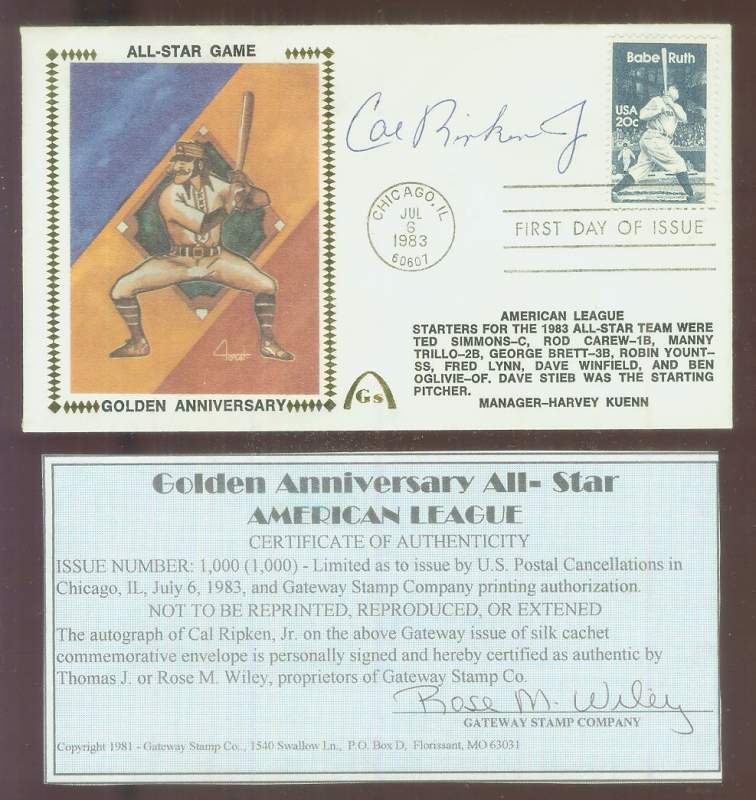 ALL-STAR GAME
Babe Ruth
USA
20c
Cal Ripken Jr
CHICAGO, IL
JUL
6
1983
60607
FIRST DAY OF ISSUE
AMERICAN LEAGUE
STARTERS FOR THE 1983 ALL-STAR TEAM WERE
TED SIMMONS-C, ROD CAREW-1B, MANNY
TRILLO-2B, GEORGE BRETT-3B, ROBIN YOUNT-
SS, FRED LYNN, DAVE WINFIELD, AND BEN
OGLIVIE-OF. DAVE STIEB WAS THE STARTING
PITCHER.
MANAGER-HARVEY KUENN
Gs
GOLDEN ANNIVERSARY
Golden Anniversary All- Star
AMERICAN LEAGUE
CERTIFICATE OF AUTHENTICITY
ISSUE NUMBER: 1,000 (1,000) - Limited as to issue by U.S. Postal Cancellations in
Chicago, IL, July 6, 1983, and Gateway Stamp Company printing authorization.
NOT TO BE REPRINTED, REPRODUCED, OR EXTENED
The autograph of Cal Ripken, Jr. on the above Gateway issue of silk cachet
commemorative envelope is personally signed and hereby certified as authentic by
Thomas J. or Rose M. Wiley, proprietors of Gateway Stamp Co.
Rose M. Wiley
GATEWAY STAMP COMPANY
Copyright 1981 - Gateway Stamp Co., 1540 Swallow Ln., P.O. Box D, Florissant, MO 63031